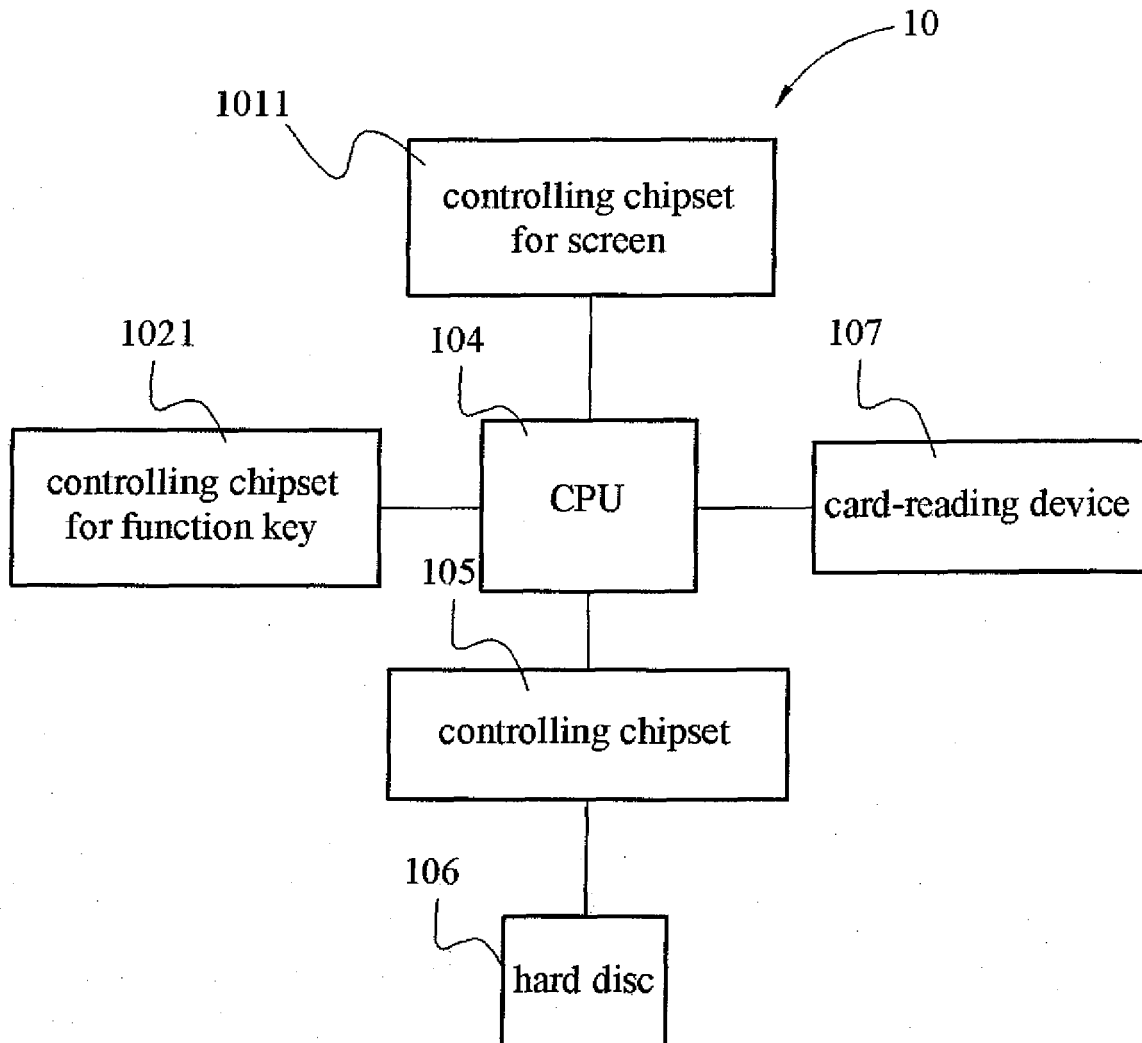 10
1011
controlling chipset
for screen
1021
104
107
controlling chipset
for function key
CPU
card-reading device
105
controlling chipset
106
hard disc